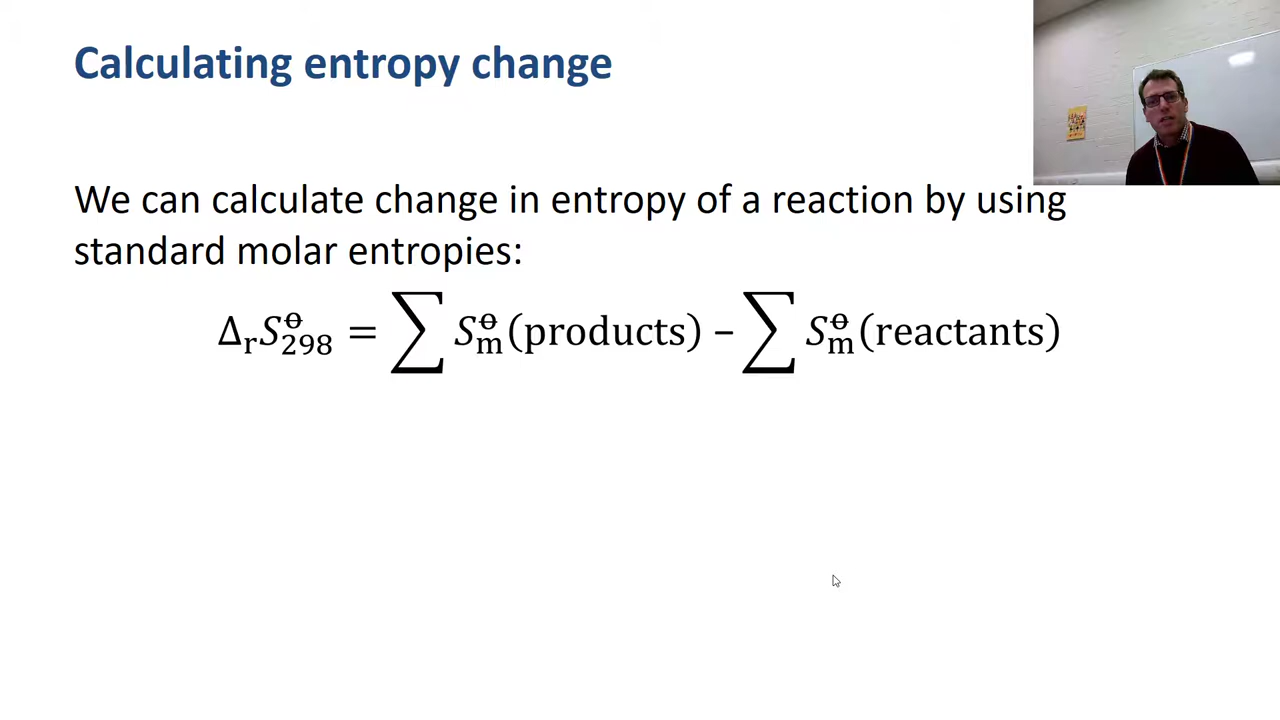 Calculating entropy change
We can calculate change in entropy of a reaction by using
standard molar entropies:
Δ_r S^⦵_298 = ∑ S^⦵_m (products) – ∑ S^⦵_m (reactants)